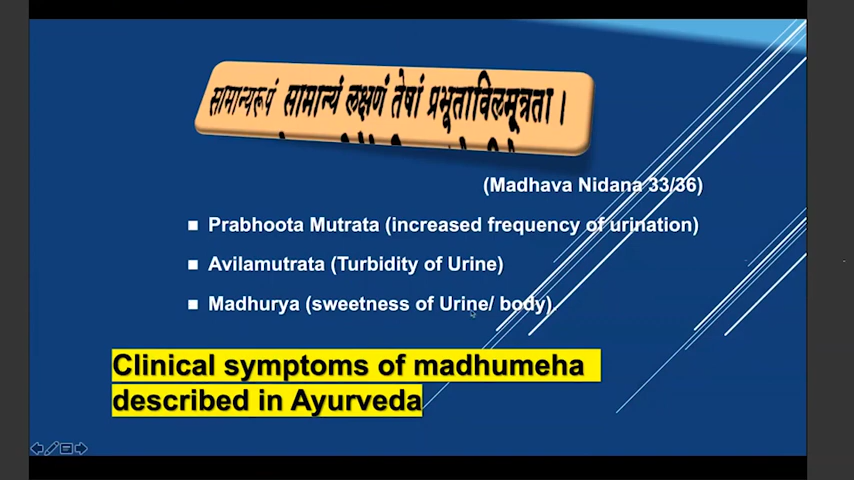 सामान्यरूपं सामान्यं लक्षणं तेषां प्रभूताविलमूत्रता ।
(Madhava Nidana 33/36)
Prabhoota Mutrata (increased frequency of urination)
Avilamutrata (Turbidity of Urine)
Madhurya (sweetness of Urine/ body)
Clinical symptoms of madhumeha
described in Ayurveda